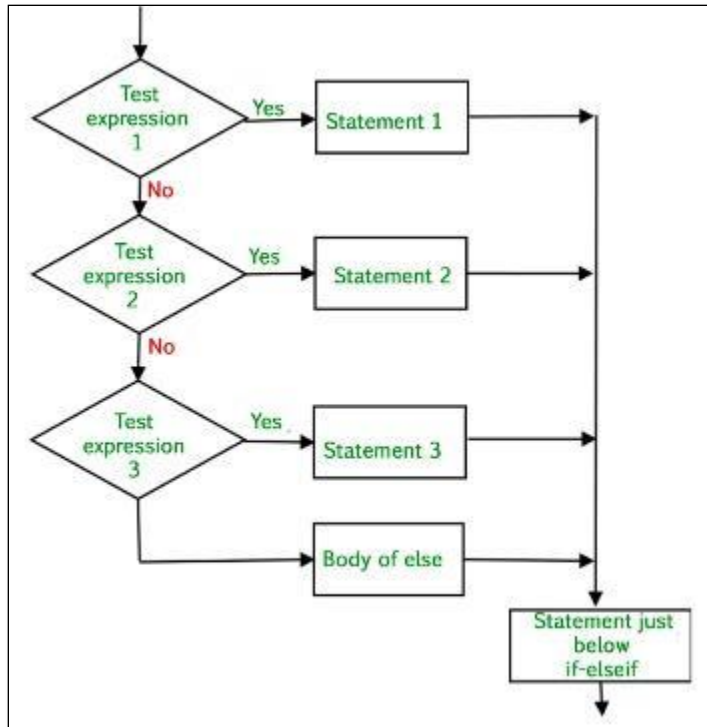 Test
expression
1
Yes
Statement 1
No
Test
expression
2
Yes
Statement 2
No
Test
expression
3
Yes
Statement 3
Body of else
Statement just
below
if-elseif